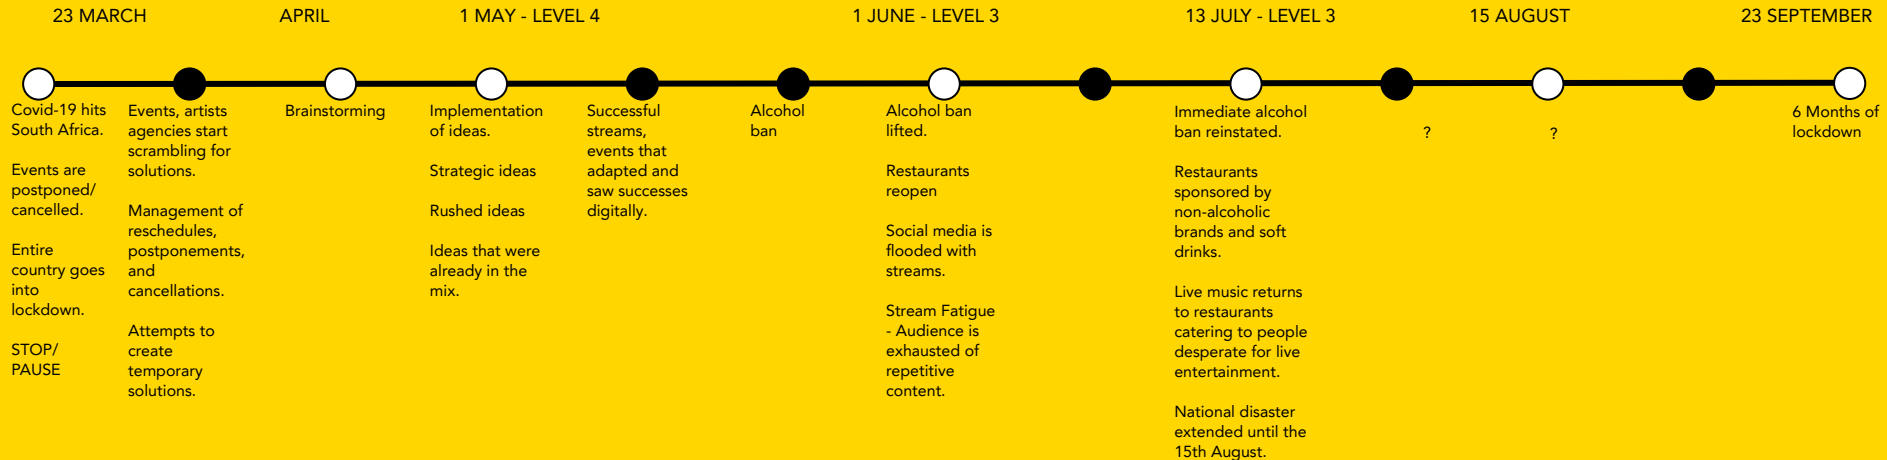 23 MARCH
APRIL
1 MAY - LEVEL 4
1 JUNE - LEVEL 3
13 JULY - LEVEL 3
15 AUGUST
23 SEPTEMBER
Covid-19 hits
South Africa.
Events are
postponed/
cancelled.
Entire
country goes
into
lockdown.
STOP/
PAUSE
Events, artists
agencies start
scrambling for
solutions.
Management of
reschedules,
postponements,
and
cancellations.
Attempts to
create
temporary
solutions.
Brainstorming
Implementation
of ideas.
Strategic ideas
Rushed ideas
Ideas that were
already in the
mix.
Successful
streams,
events that
adapted and
saw successes
digitally.
Alcohol
ban
Alcohol ban
lifted.
Restaurants
reopen
Social media is
flooded with
streams.
Stream Fatigue
- Audience is
exhausted of
repetitive
content.
Immediate alcohol
ban reinstated.
Restaurants
sponsored by
non-alcoholic
brands and soft
drinks.
Live music returns
to restaurants
catering to people
desperate for live
entertainment.
National disaster
extended until the
15th August.
?
?
6 Months of
lockdown